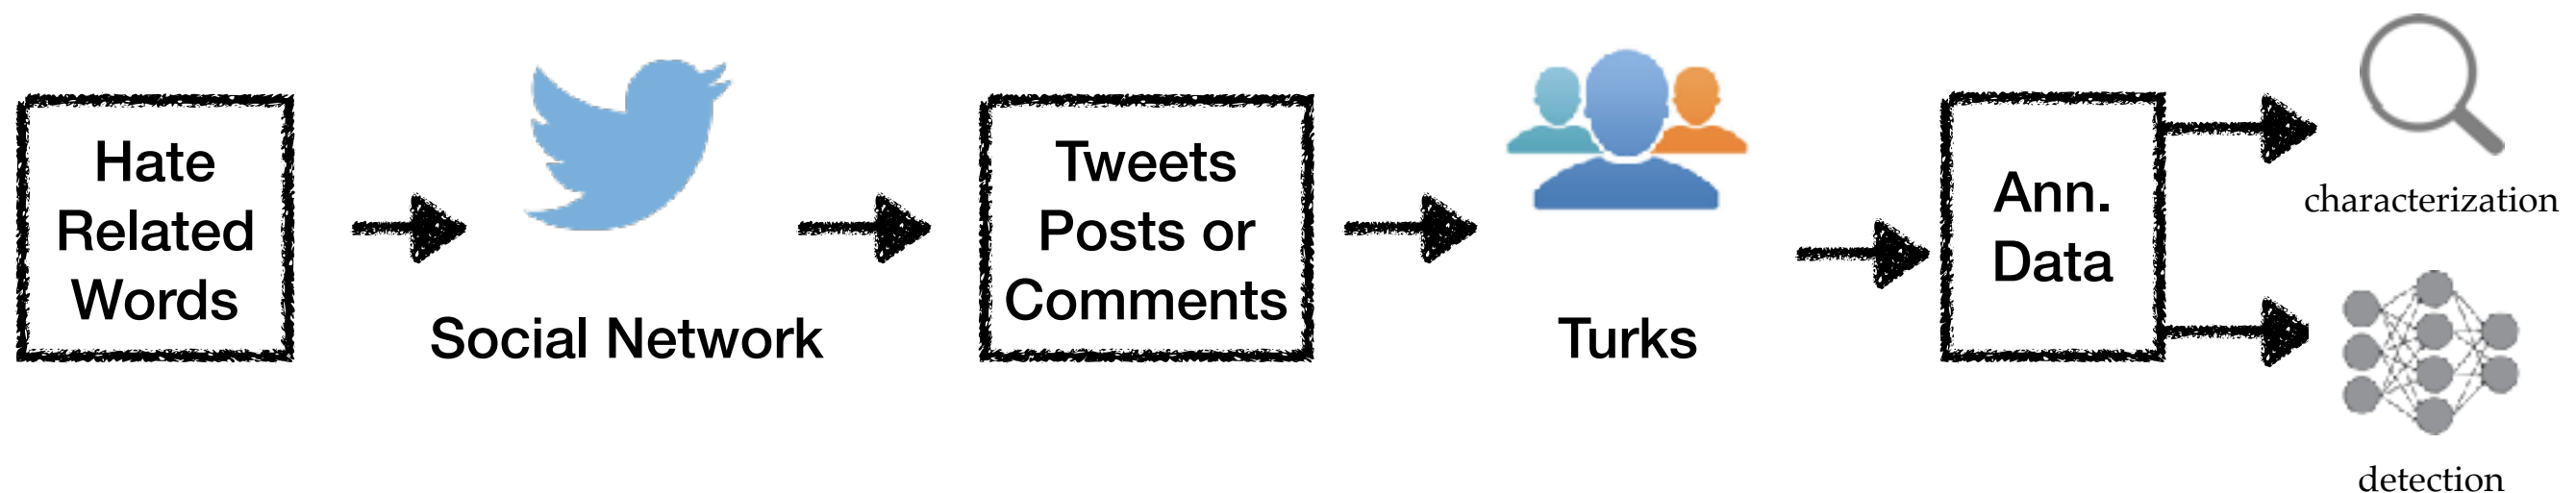 Hate
Related
Words
Social Network
Tweets
Posts or
Comments
Turks
Ann.
Data
characterization
detection